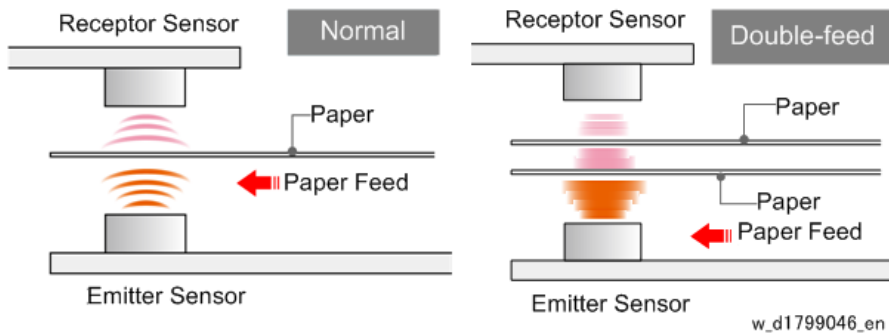 Receptor Sensor
Normal
Paper
Paper Feed
Emitter Sensor
Receptor Sensor
Double-feed
Paper
Paper
Paper Feed
Emitter Sensor
w_d1799046_en